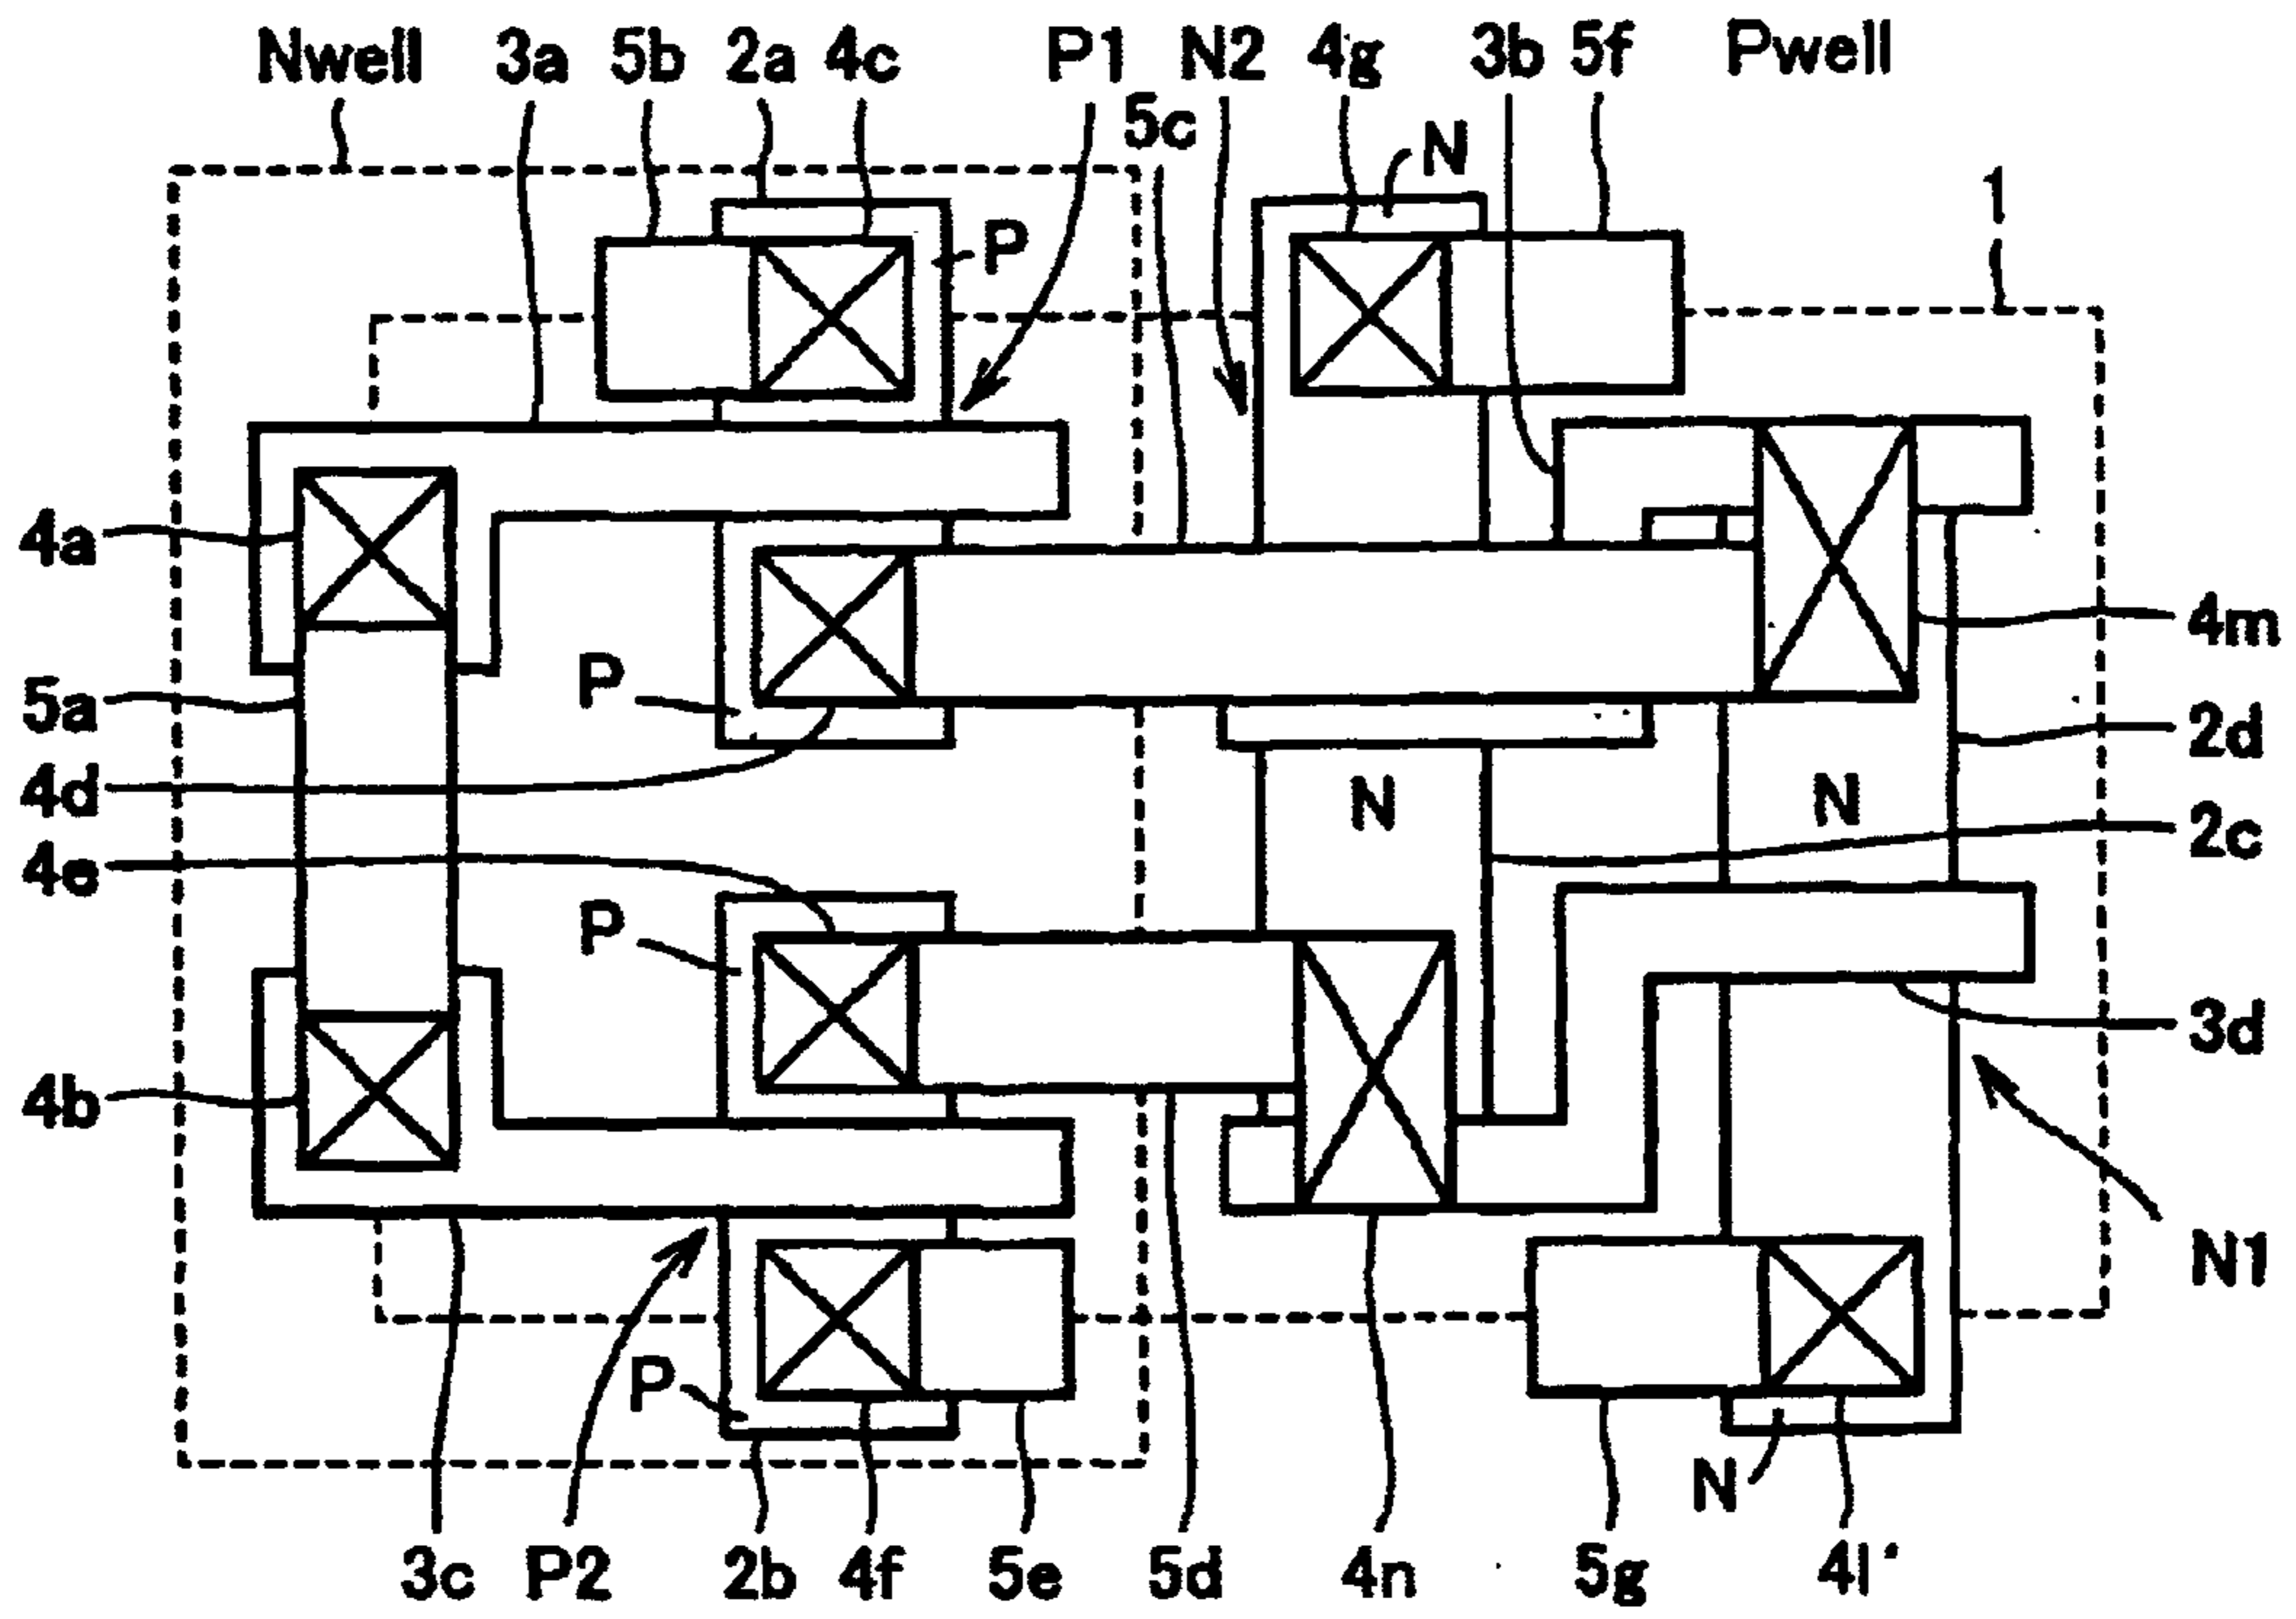 Nwell 3a 5b 2a 4c P1 N2 4g 3b 5f Pwell
5c N
1
P
4a
4m
P
5a
2d
4d
N N
2c
4e
P
3d
4b
N1
P
N
3c P2 2b 4f 5e 5d 4n 5g 4l'